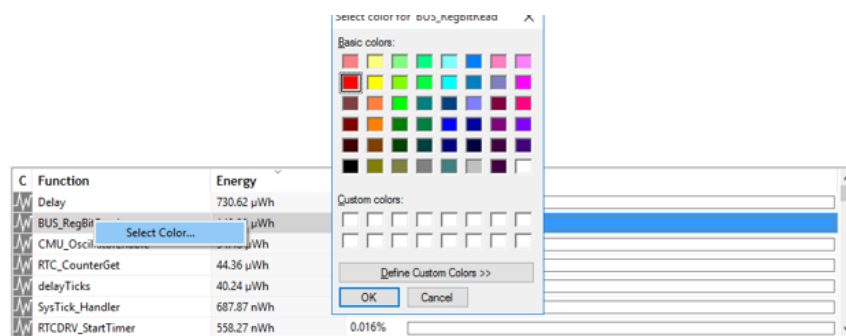 Select color for 'BUS_RegBitRead'
Basic colors:
Custom colors:
Define Custom Colors >>
OK Cancel
C Function Energy
Delay 730.62 µWh
µWh
Select Color...
µWh
RTC_CounterGet 44.36 µWh
delayTicks 40.24 µWh
SysTick_Handler 687.87 nWh
RTCDRV_StartTimer 558.27 nWh 0.016%